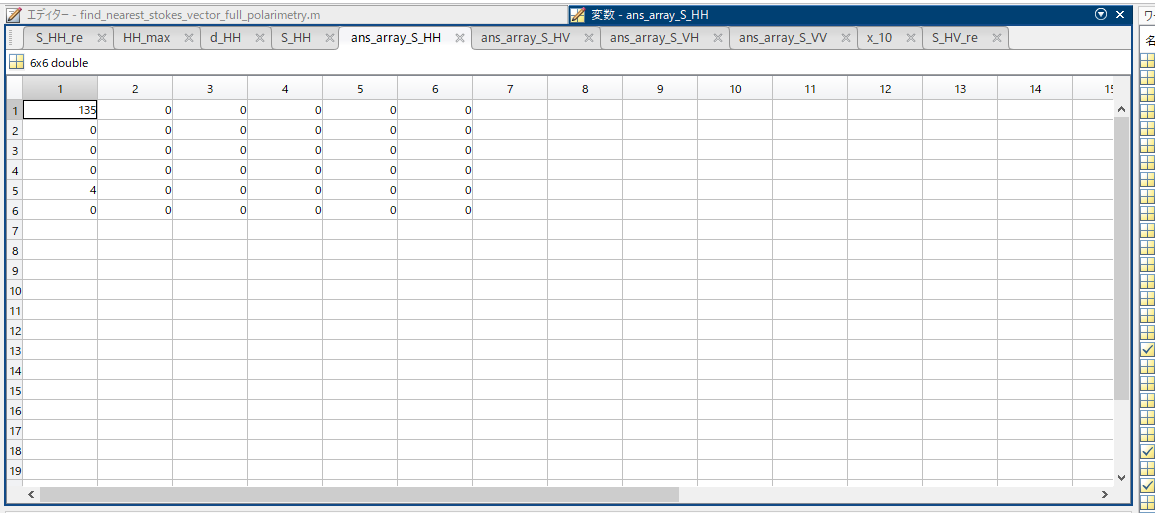 エディター - find_nearest_stokes_vector_full_polarimetry.m
変数 - ans_array_S_HH
ワー
S_HH_re HH_max d_HH S_HH ans_array_S_HH ans_array_S_HV ans_array_S_VH ans_array_S_VV x_10 S_HV_re
名
6x6 double
1 2 3 4 5 6 7 8 9 10 11 12 13 14 15
1 135 0 0 0 0 0
2 0 0 0 0 0 0
3 0 0 0 0 0 0
4 0 0 0 0 0 0
5 4 0 0 0 0 0
6 0 0 0 0 0 0
7
8
9
10
11
12
13
14
15
16
17
18
19